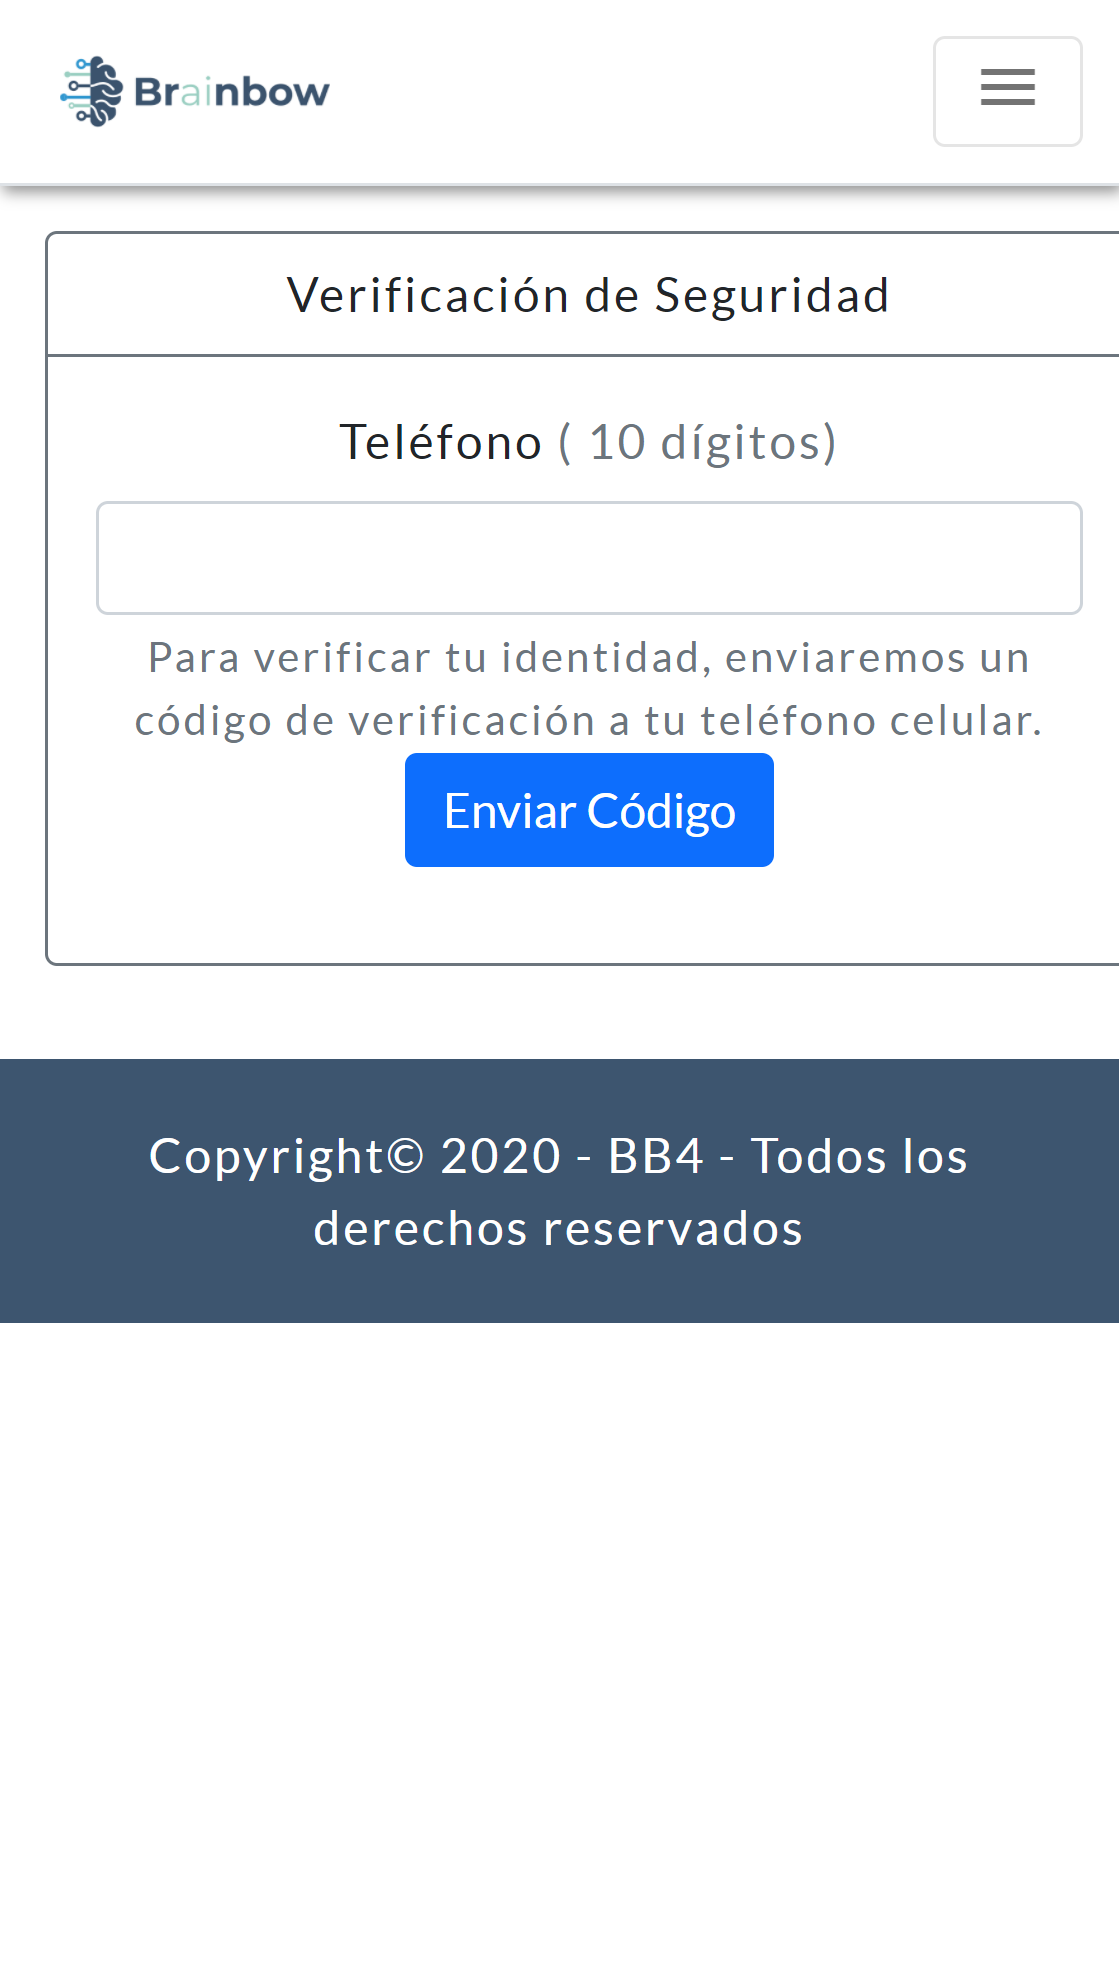 Brainbow
Verificación de Seguridad
Teléfono ( 10 dígitos)
Para verificar tu identidad, enviaremos un
código de verificación a tu teléfono celular.
Enviar Código
Copyright© 2020 - BB4 - Todos los
derechos reservados